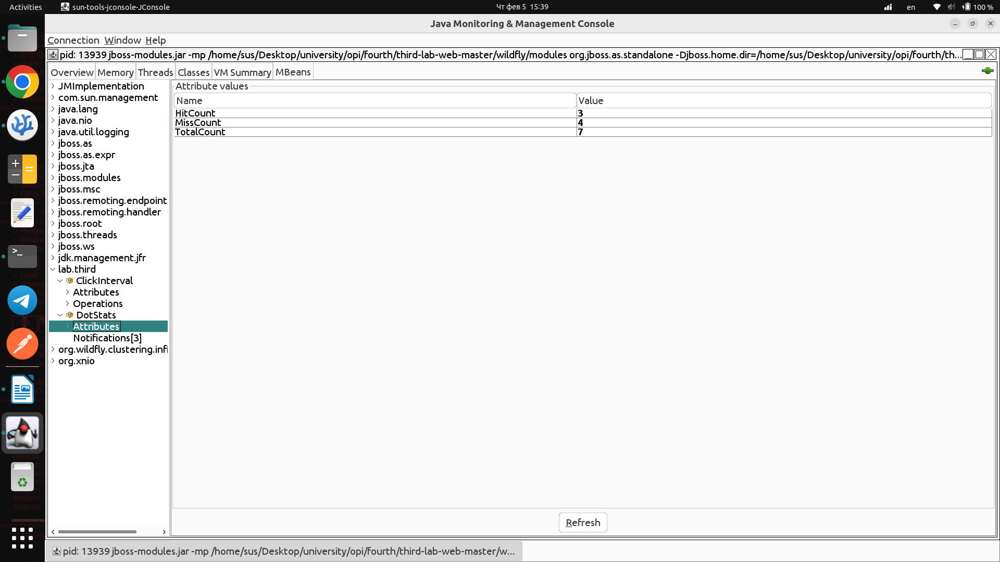 Activities
sun-tools-jconsole-JConsole
Чт фев 5 15:39
en
100 %
Java Monitoring & Management Console
Connection Window Help
pid: 13939 jboss-modules.jar -mp /home/sus/Desktop/university/opi/fourth/third-lab-web-master/wildfly/modules org.jboss.as.standalone -Djboss.home.dir=/home/sus/Desktop/university/opi/fourth/th...
Overview Memory Threads Classes VM Summary MBeans
JMImplementation
com.sun.management
java.lang
java.nio
java.util.logging
jboss.as
jboss.as.expr
jboss.jta
jboss.modules
jboss.msc
jboss.remoting.endpoint
jboss.remoting.handler
jboss.root
jboss.threads
jboss.ws
jdk.management.jfr
lab.third
ClickInterval
Attributes
Operations
DotStats
Attributes
Notifications[3]
org.wildfly.clustering.infi
org.xnio
Attribute values
Name Value
HitCount 3
MissCount 4
TotalCount 7
Refresh
pid: 13939 jboss-modules.jar -mp /home/sus/Desktop/university/opi/fourth/third-lab-web-master/w...